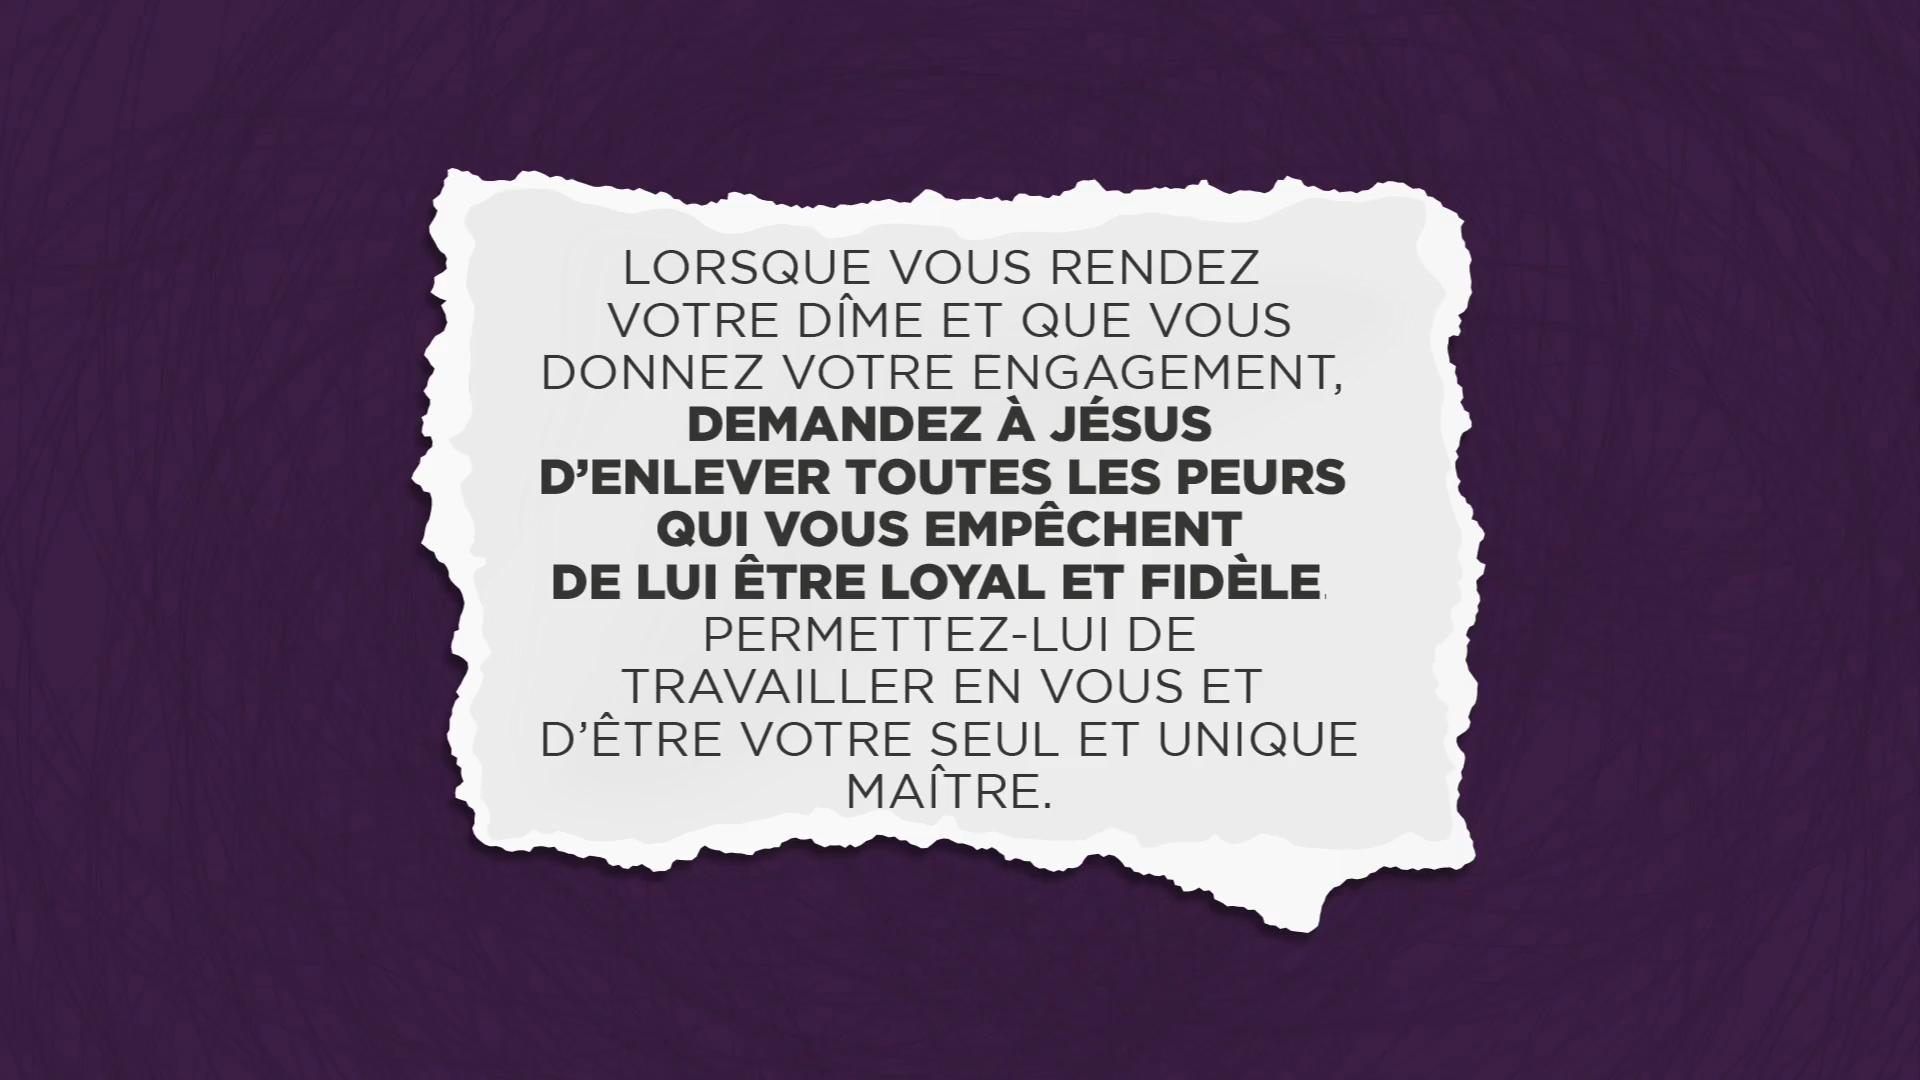 LORSQUE VOUS RENDEZ
VOTRE DÎME ET QUE VOUS
DONNEZ VOTRE ENGAGEMENT,
DEMANDEZ À JÉSUS
D’ENLEVER TOUTES LES PEURS
QUI VOUS EMPÊCHENT
DE LUI ÊTRE LOYAL ET FIDÈLE.
PERMETTEZ-LUI DE
TRAVAILLER EN VOUS ET
D’ÊTRE VOTRE SEUL ET UNIQUE
MAÎTRE.